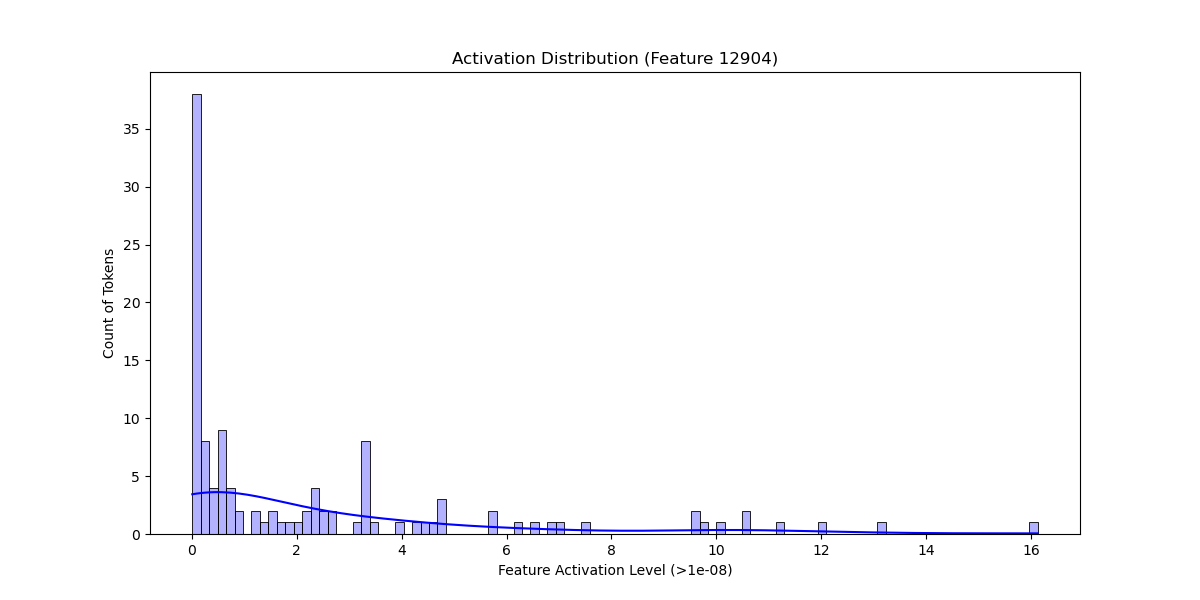 Activation Distribution (Feature 12904)
Count of Tokens
35
30
25
20
15
10
5
0
0 2 4 6 8 10 12 14 16
Feature Activation Level (>1e-08)